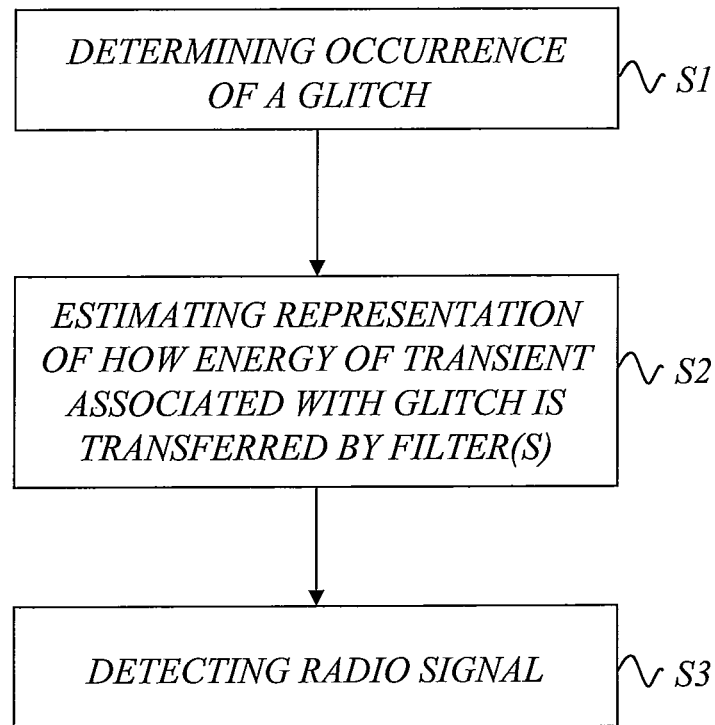 DETERMINING OCCURRENCE
OF A GLITCH
S1
ESTIMATING REPRESENTATION
OF HOW ENERGY OF TRANSIENT
ASSOCIATED WITH GLITCH IS
TRANSFERRED BY FILTER(S)
S2
DETECTING RADIO SIGNAL
S3